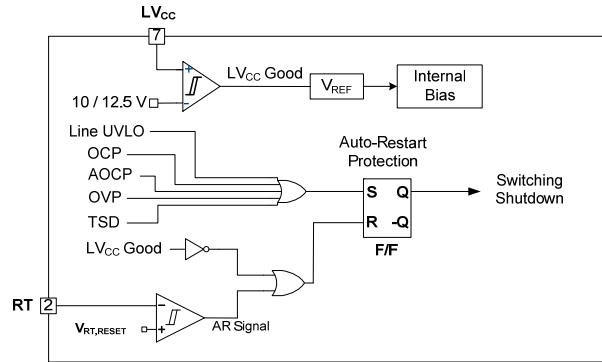 LVCC
7
+
LVCC Good
VREF
Internal
Bias
10 / 12.5 V
-
Line UVLO
OCP
AOCP
OVP
TSD
Auto-Restart
Protection
S Q
R -Q
F/F
Switching
Shutdown
LVCC Good
RT 2
-
VRT,RESET
+
AR Signal